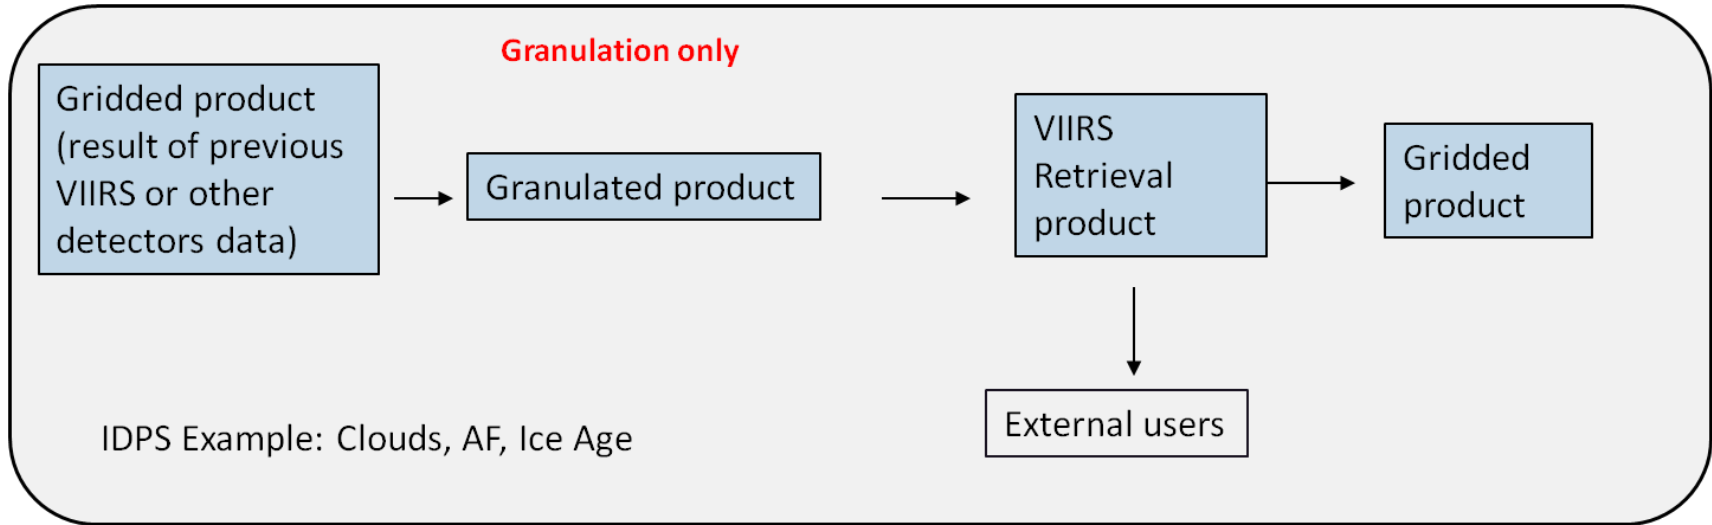 Granulation only
Gridded product
(result of previous
VIIRS or other
detectors data)
Granulated product
VIIRS
Retrieval
product
Gridded
product
External users
IDPS Example: Clouds, AF, Ice Age